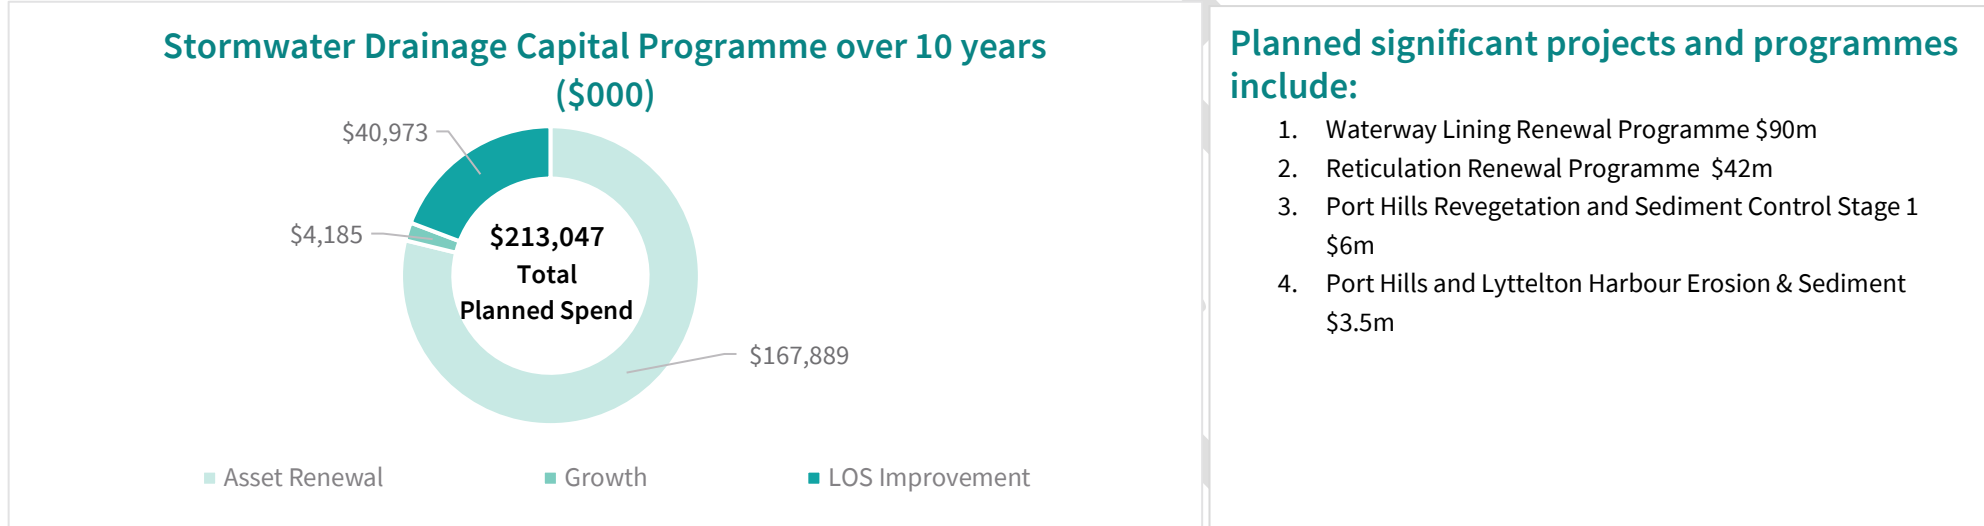 Stormwater Drainage Capital Programme over 10 years
($000)
$40,973
$4,185
$213,047
Total
Planned Spend
$167,889
Asset Renewal
Growth
LOS Improvement
Planned significant projects and programmes
include:
1. Waterway Lining Renewal Programme $90m
2. Reticulation Renewal Programme $42m
3. Port Hills Revegetation and Sediment Control Stage 1
$6m
4. Port Hills and Lyttelton Harbour Erosion & Sediment
$3.5m